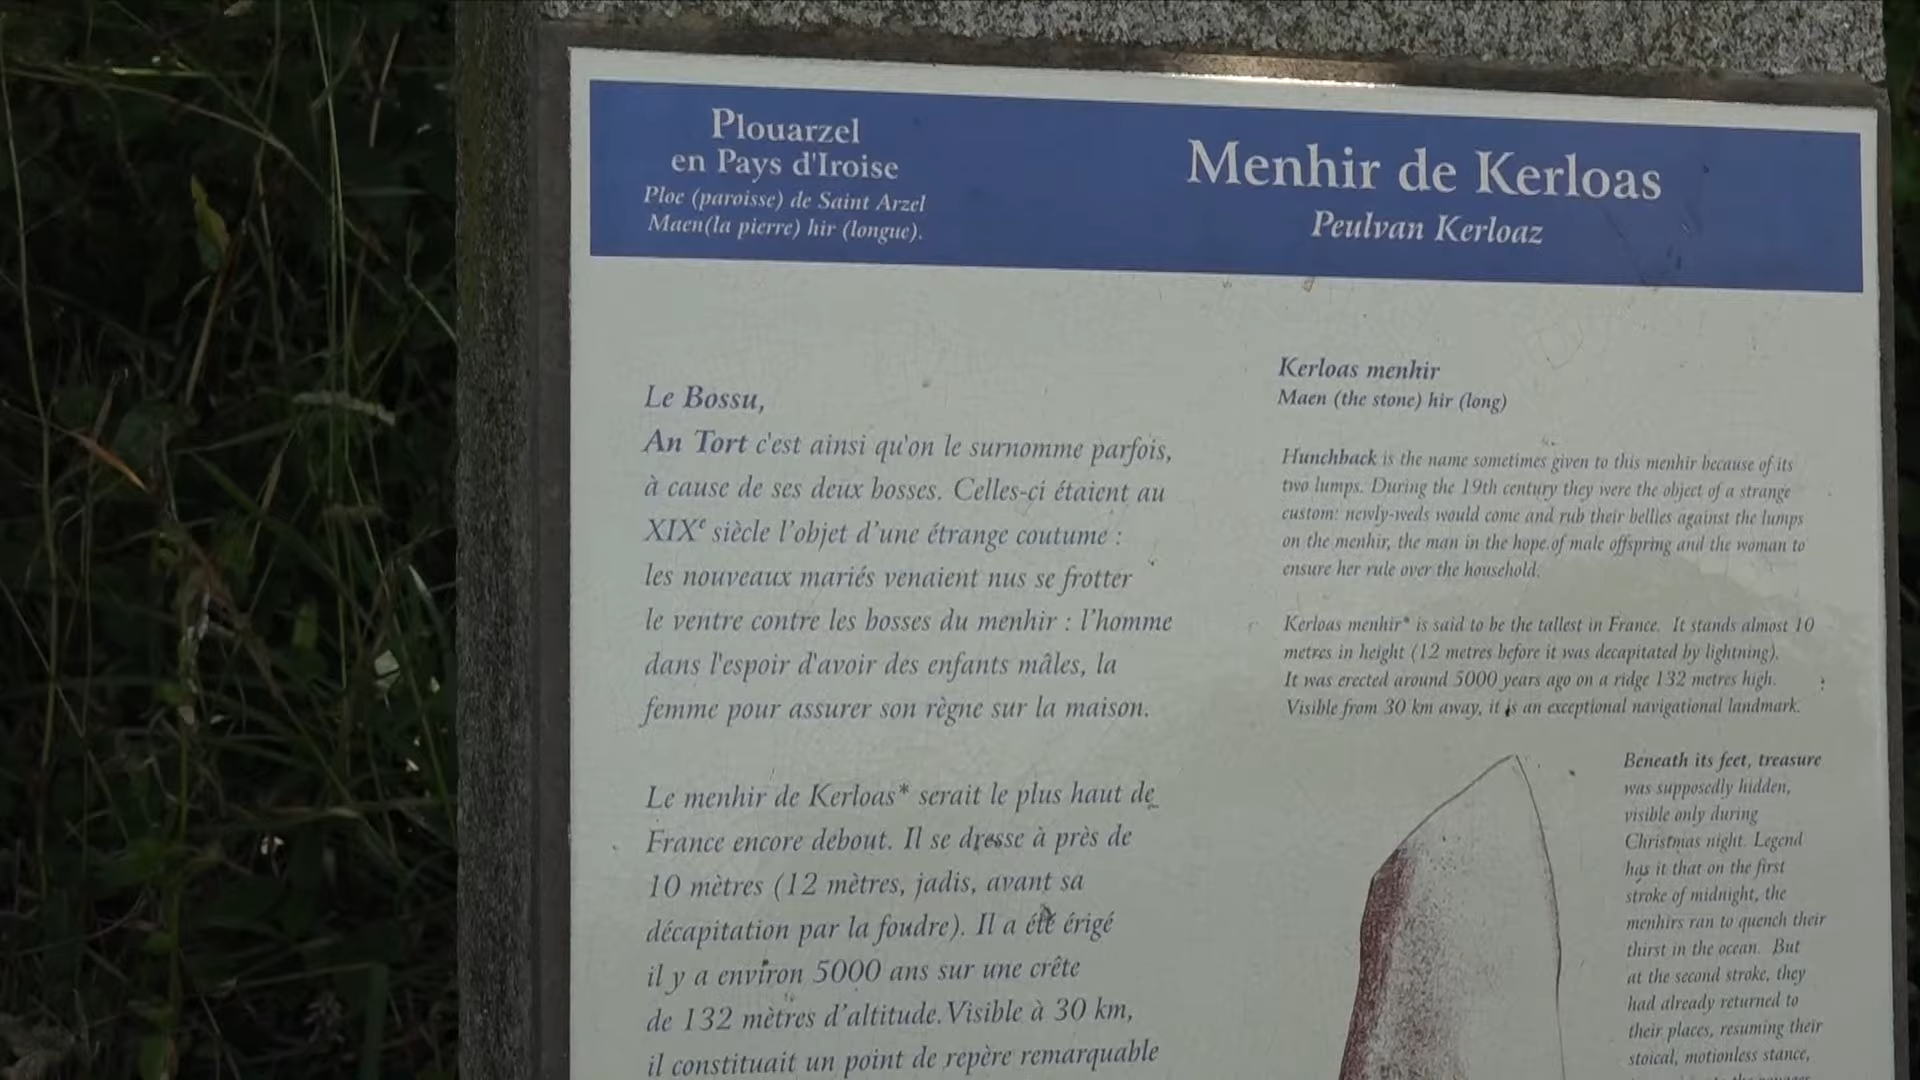 Plouarzel
en Pays d'Iroise
Ploe (paroisse) de Saint Arzel
Maen(la pierre) hir (longue).
Menhir de Kerloas
Peulvan Kerloaz
Le Bossu,
An Tort c'est ainsi qu'on le surnomme parfois,
à cause de ses deux bosses. Celles-ci étaient au
XIXe siècle l'objet d'une étrange coutume :
les nouveaux mariés venaient nus se frotter
le ventre contre les bosses du menhir : l'homme
dans l'espoir d'avoir des enfants mâles, la
femme pour assurer son règne sur la maison.
Le menhir de Kerloas* serait le plus haut de
France encore debout. Il se dresse à près de
10 mètres (12 mètres, jadis, avant sa
décapitation par la foudre). Il a été érigé
il y a environ 5000 ans sur une crête
de 132 mètres d'altitude. Visible à 30 km,
il constituait un point de repère remarquable
Kerloas menhir
Maen (the stone) hir (long)
Hunchback is the name sometimes given to this menhir because of its
two lumps. During the 19th century they were the object of a strange
custom: newly-weds would come and rub their bellies against the lumps
on the menhir, the man in the hope of male offspring and the woman to
ensure her rule over the household.
Kerloas menhir* is said to be the tallest in France. It stands almost 10
metres in height (12 metres before it was decapitated by lightning).
It was erected around 5000 years ago on a ridge 132 metres high.
Visible from 30 km away, it is an exceptional navigational landmark.
Beneath its feet, treasure
was supposedly hidden,
visible only during
Christmas night. Legend
has it that on the first
stroke of midnight, the
menhirs ran to quench their
thirst in the ocean. But
at the second stroke, they
had already returned to
their places, resuming their
stoical, motionless stance,